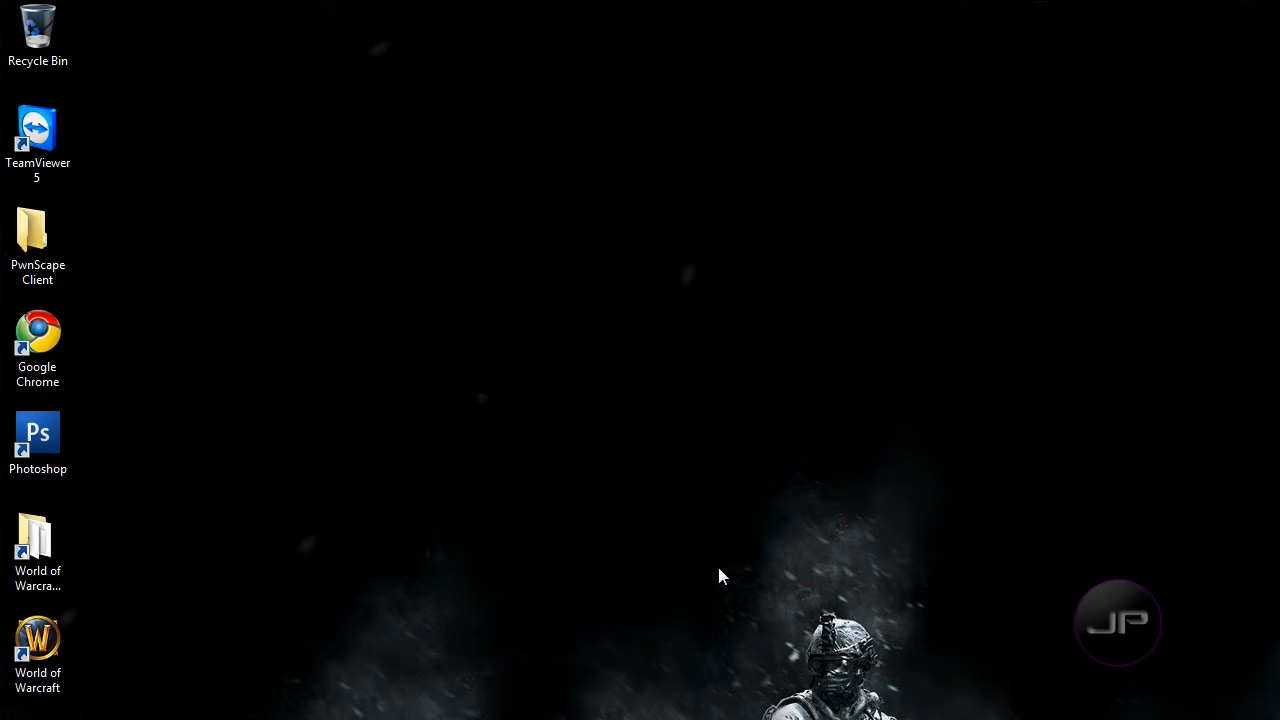 Recycle Bin
TeamViewer
5
PwnScape
Client
Google
Chrome
Ps
Photoshop
World of
Warcra...
W
World of
Warcraft
JP